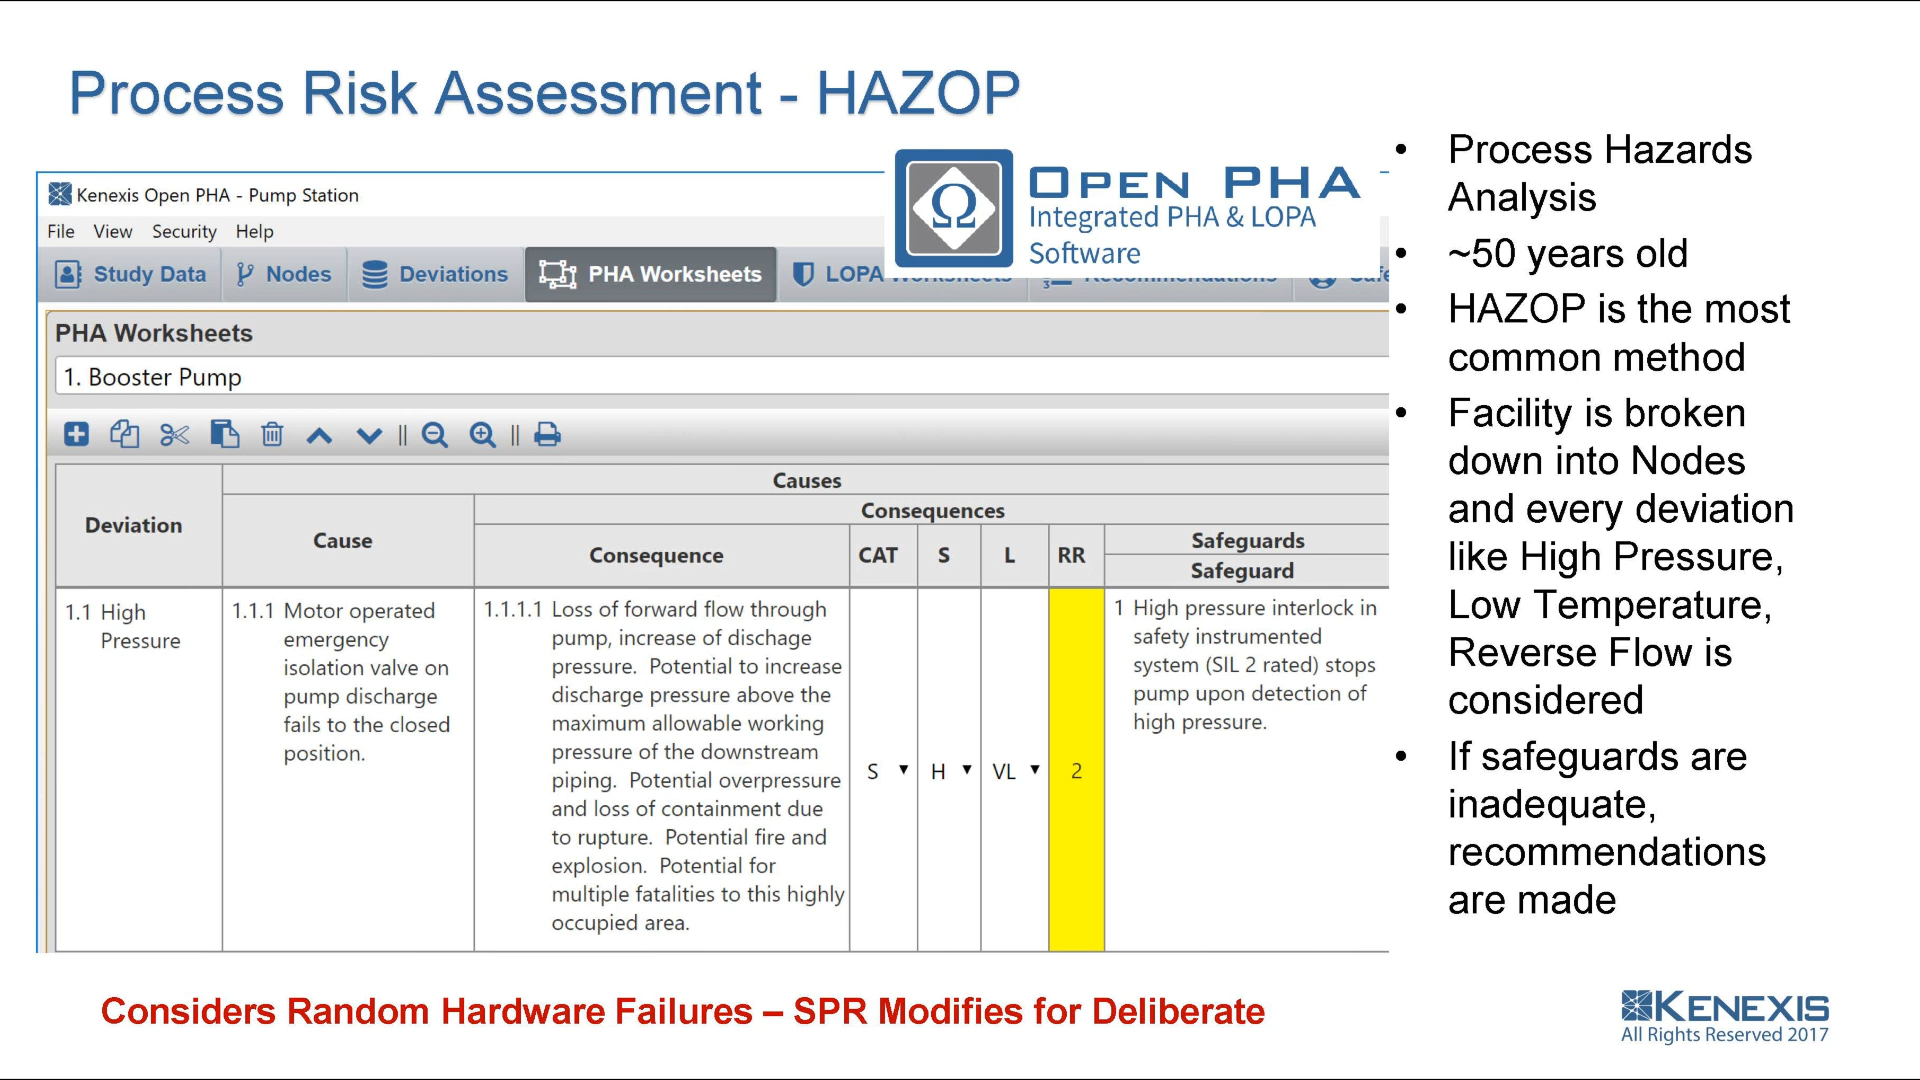 Process Risk Assessment - HAZOP
OPEN PHA
Integrated PHA & LOPA
Software
Kenexis Open PHA - Pump Station
File View Security Help
Study Data Nodes Deviations PHA Worksheets LOPA
PHA Worksheets
1. Booster Pump
Causes
Consequences
Deviation
Cause
Consequence
CAT S L RR
Safeguards
Safeguard
1.1 High
Pressure
1.1.1 Motor operated
emergency
isolation valve on
pump discharge
fails to the closed
position.
1.1.1.1 Loss of forward flow through
pump, increase of dischage
pressure. Potential to increase
discharge pressure above the
maximum allowable working
pressure of the downstream
piping. Potential overpressure
and loss of containment due
to rupture. Potential fire and
explosion. Potential for
multiple fatalities to this highly
occupied area.
S H VL 2
1 High pressure interlock in
safety instrumented
system (SIL 2 rated) stops
pump upon detection of
high pressure.
• Process Hazards
Analysis
• ~50 years old
• HAZOP is the most
common method
• Facility is broken
down into Nodes
and every deviation
like High Pressure,
Low Temperature,
Reverse Flow is
considered
• If safeguards are
inadequate,
recommendations
are made
Considers Random Hardware Failures – SPR Modifies for Deliberate
KENEXIS
All Rights Reserved 2017